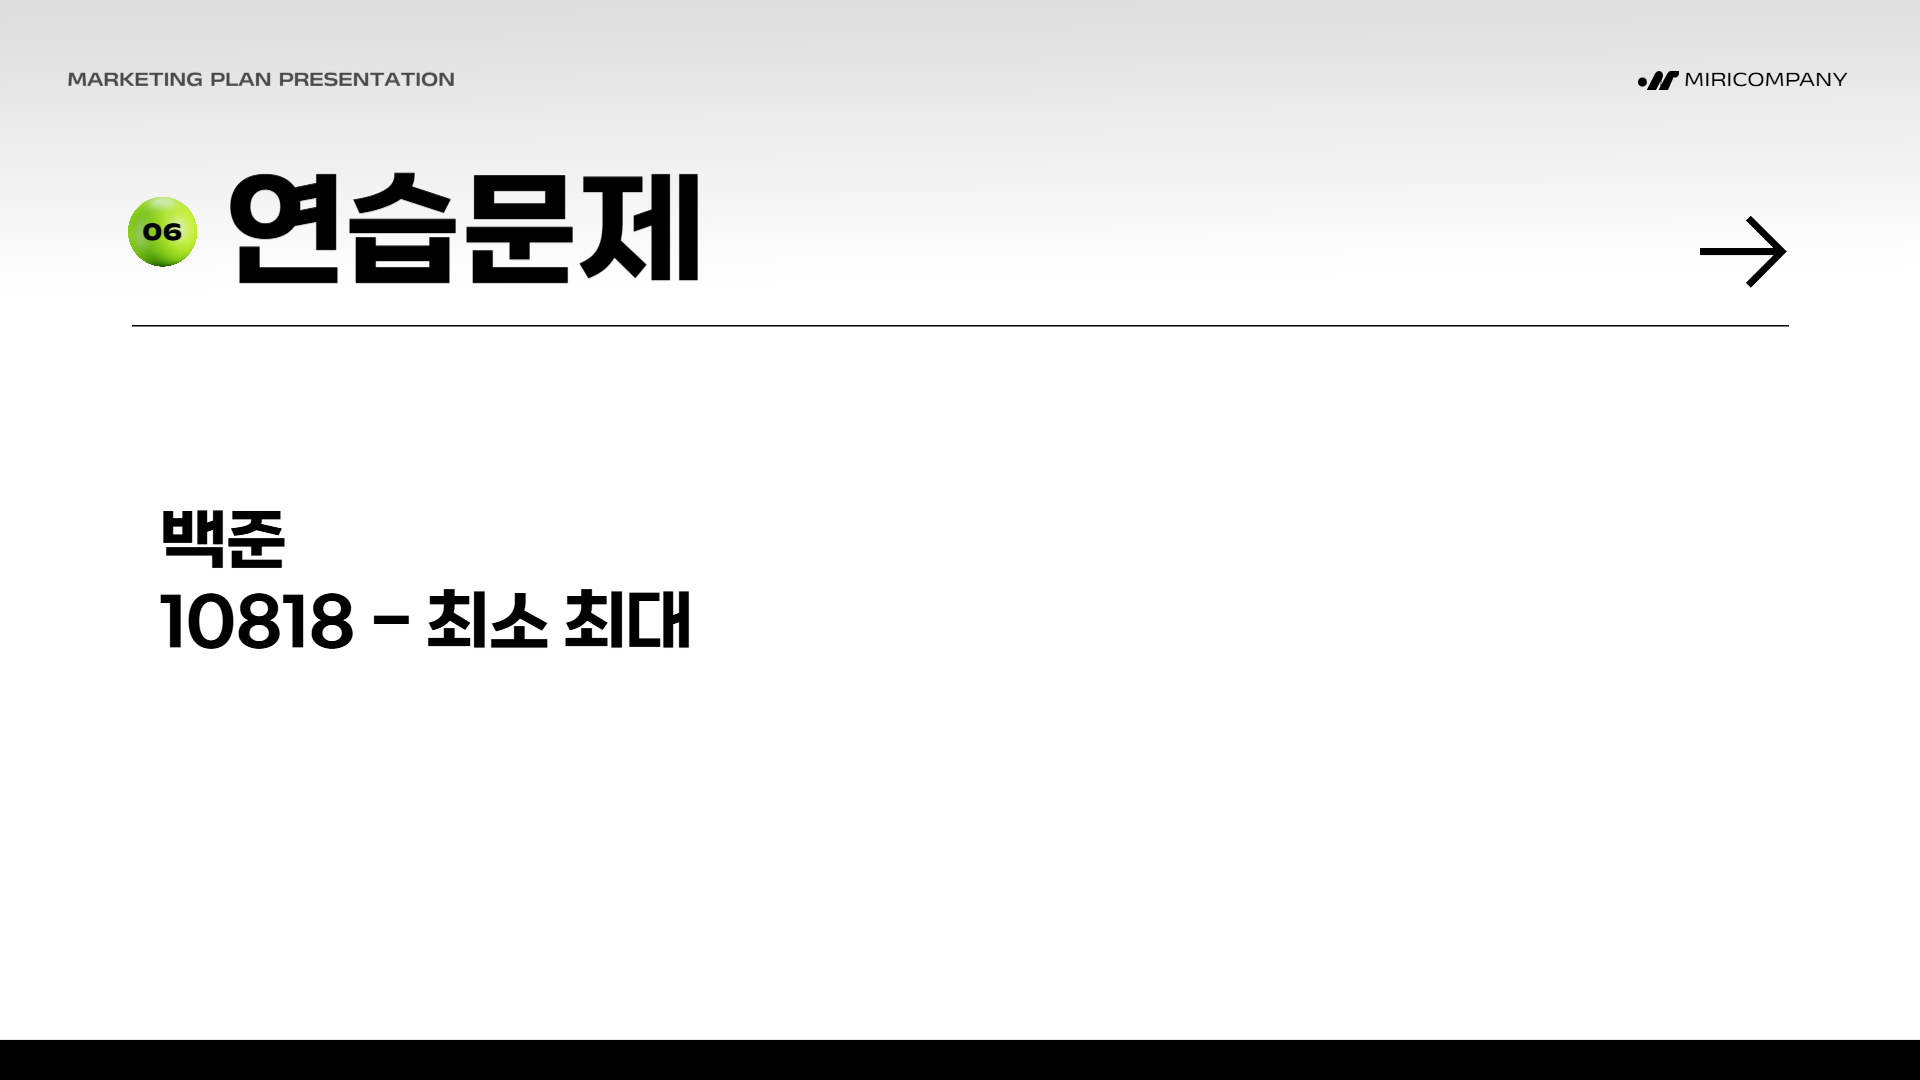 MARKETING PLAN PRESENTATION
MIRICOMPANY
06 연습문제
백준
10818 – 최소 최대